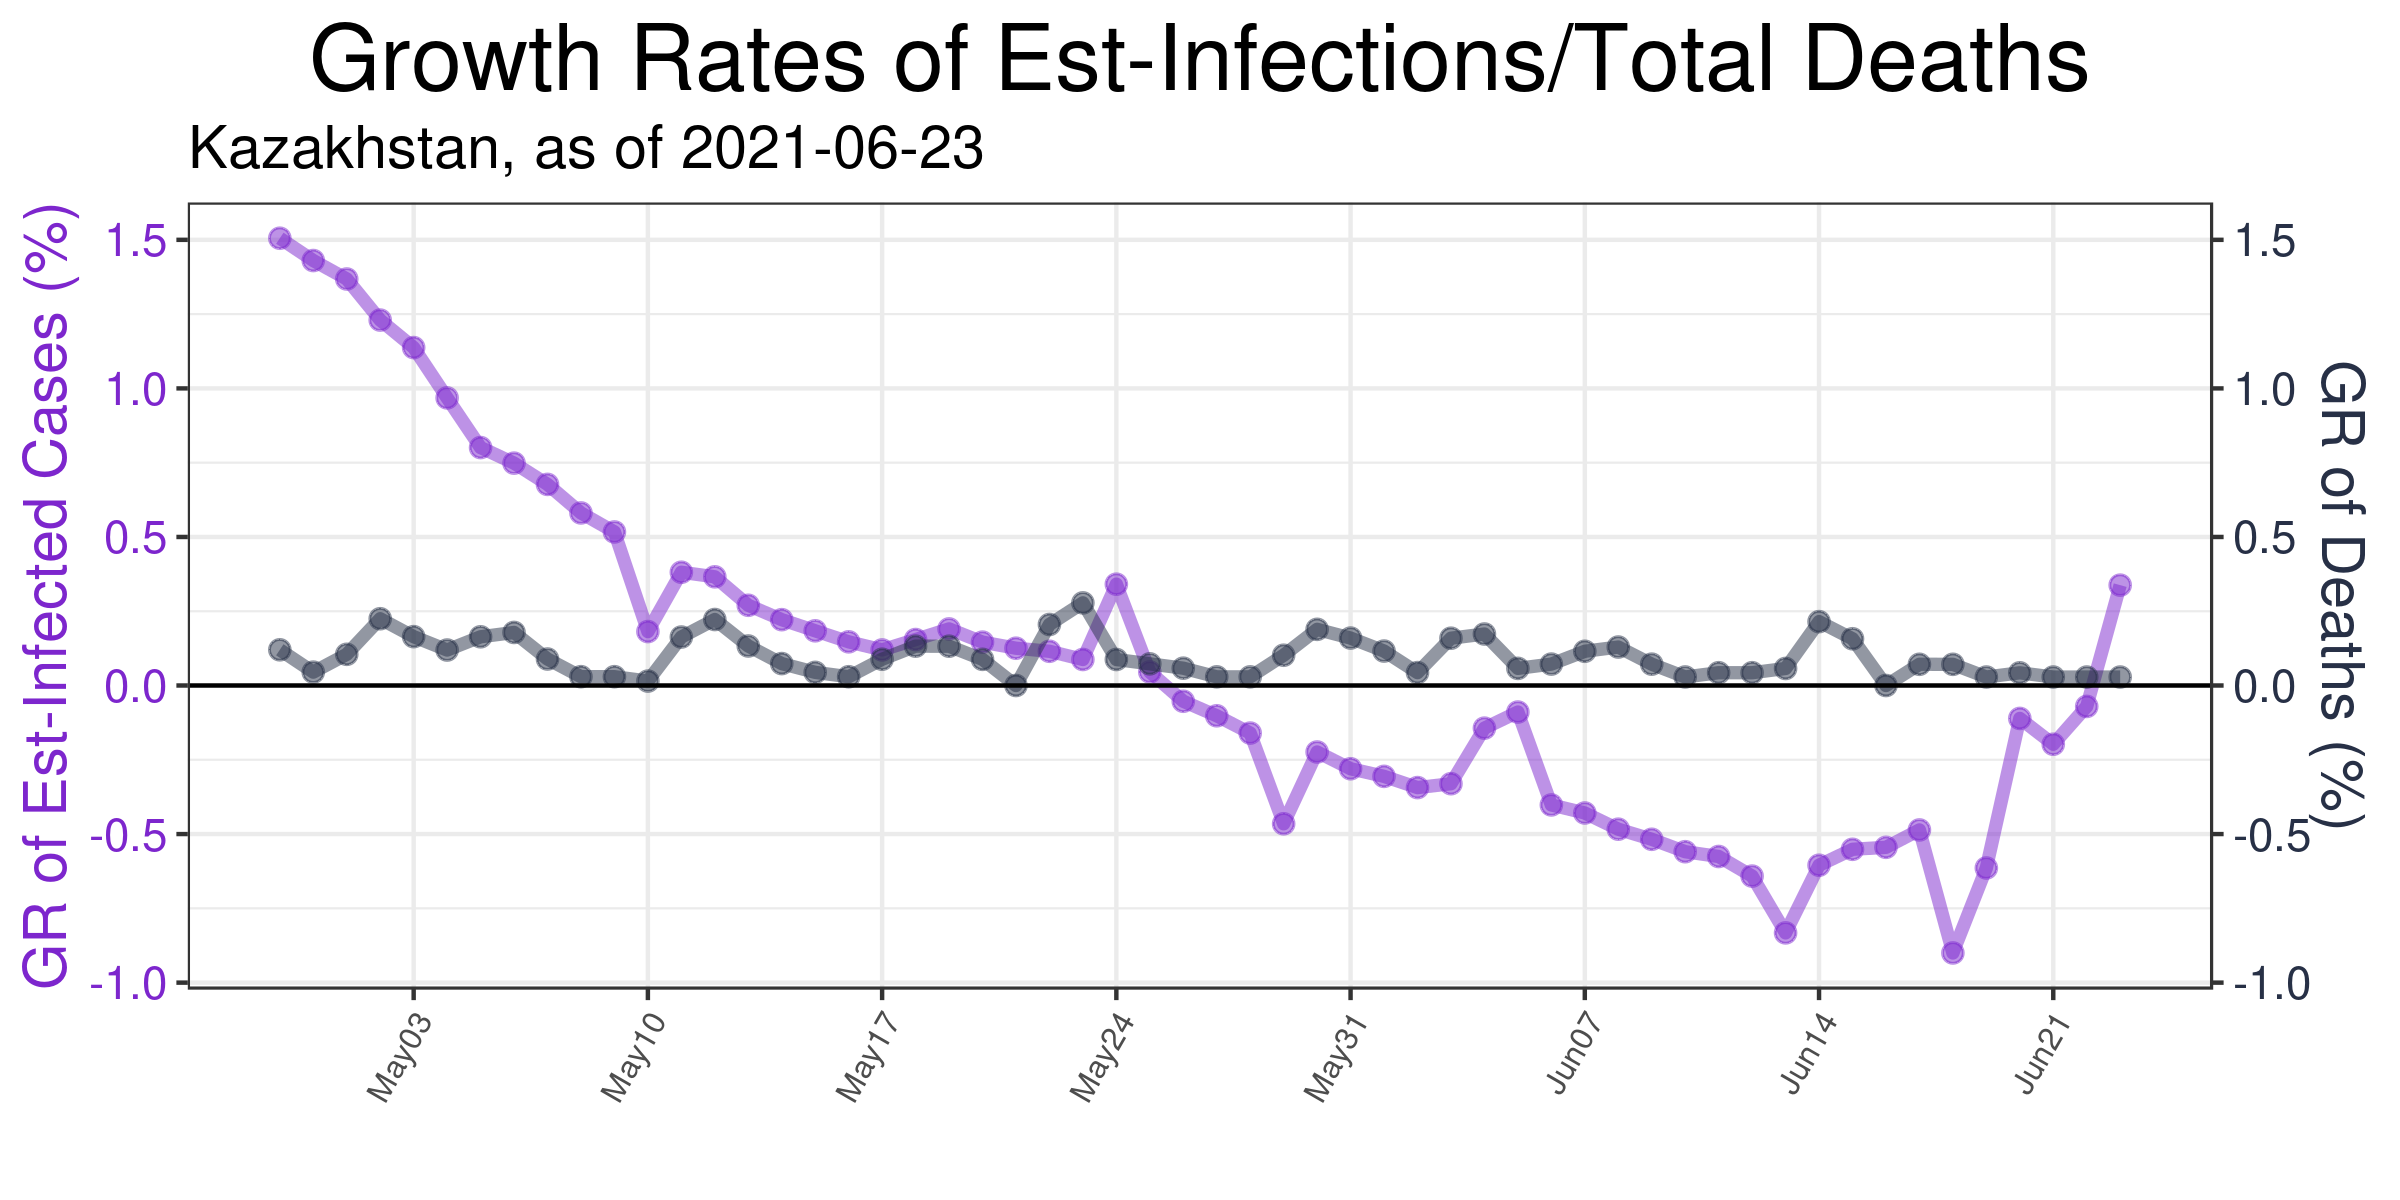 Growth Rates of Est-Infections/Total Deaths
Kazakhstan, as of 2021-06-23
GR of Est-Infected Cases (%)
1.5
1.0
0.5
0.0
-0.5
-1.0
1.5
1.0
0.5
0.0
-0.5
-1.0
GR of Deaths (%)
May03
May10
May17
May24
May31
Jun07
Jun14
Jun21